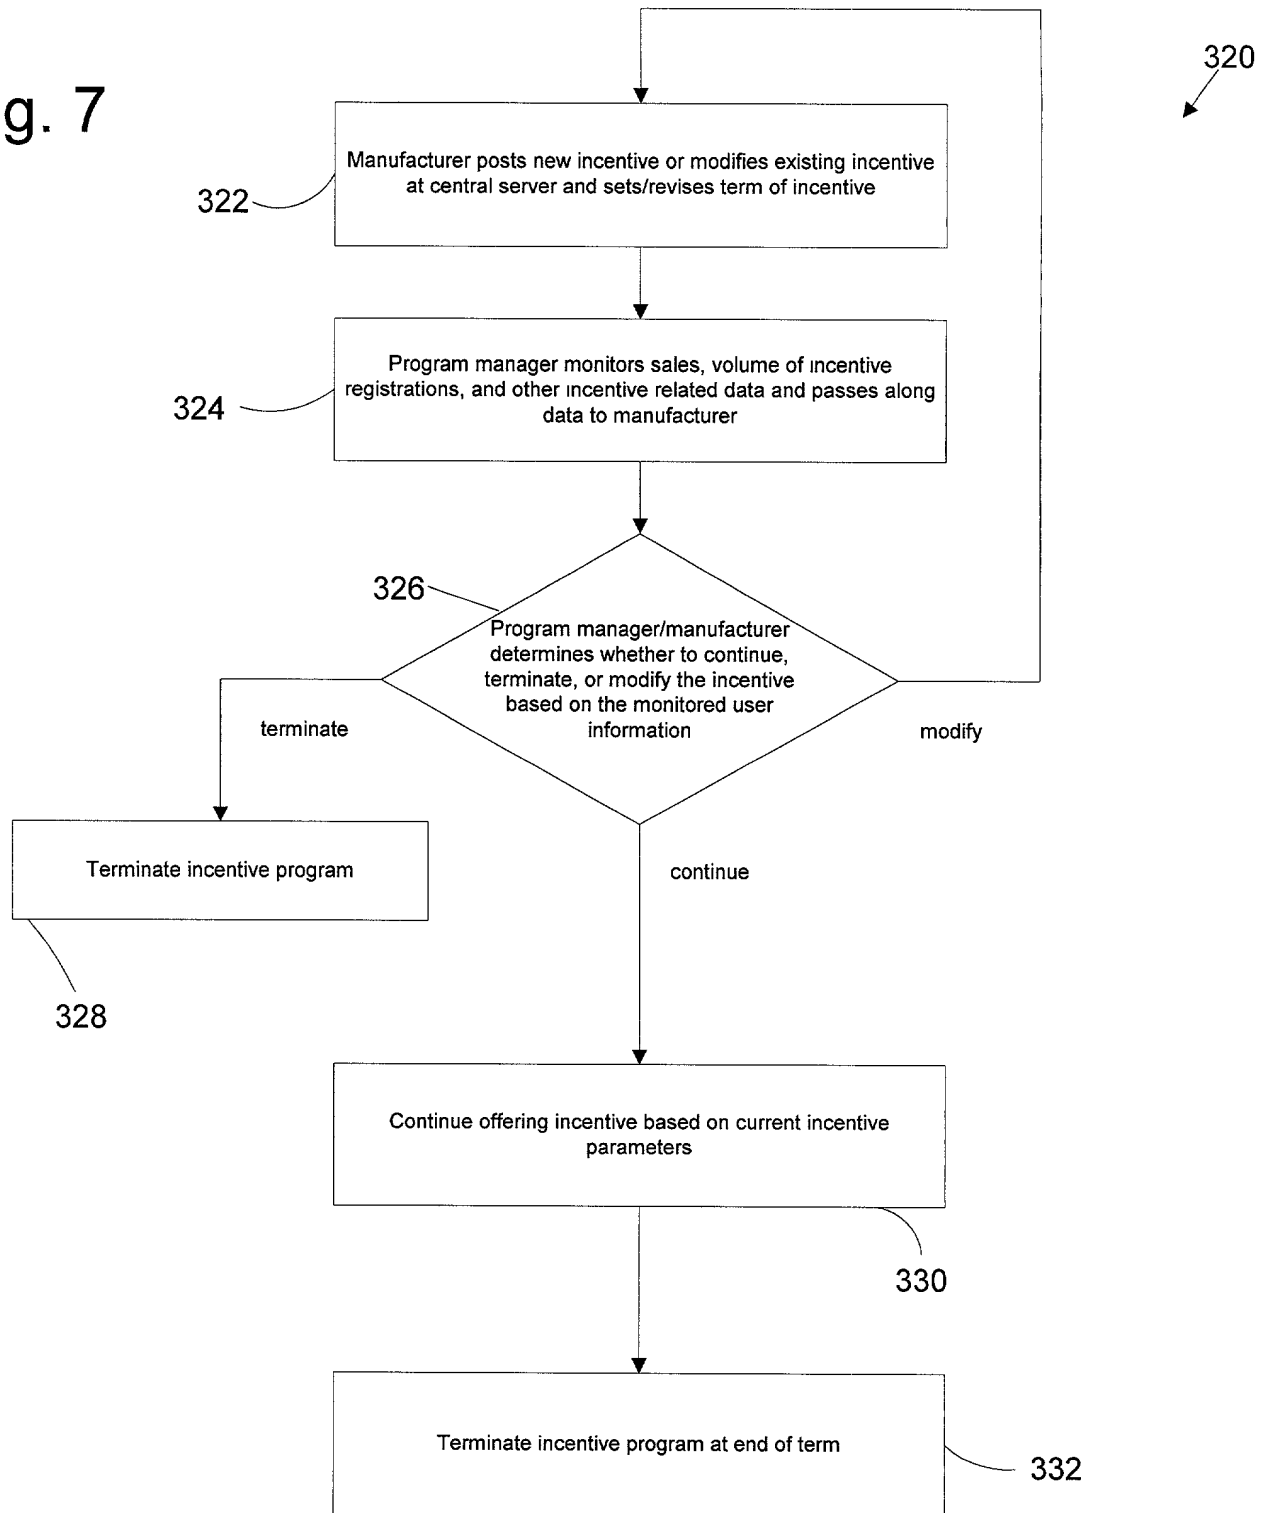 320
g. 7
Manufacturer posts new incentive or modifies existing incentive
at central server and sets/revises term of incentive
322
Program manager monitors sales, volume of incentive
registrations, and other incentive related data and passes along
data to manufacturer
324
326
Program manager/manufacturer
determines whether to continue,
terminate, or modify the incentive
based on the monitored user
information
terminate
modify
Terminate incentive program
continue
328
Continue offering incentive based on current incentive
parameters
330
Terminate incentive program at end of term
332